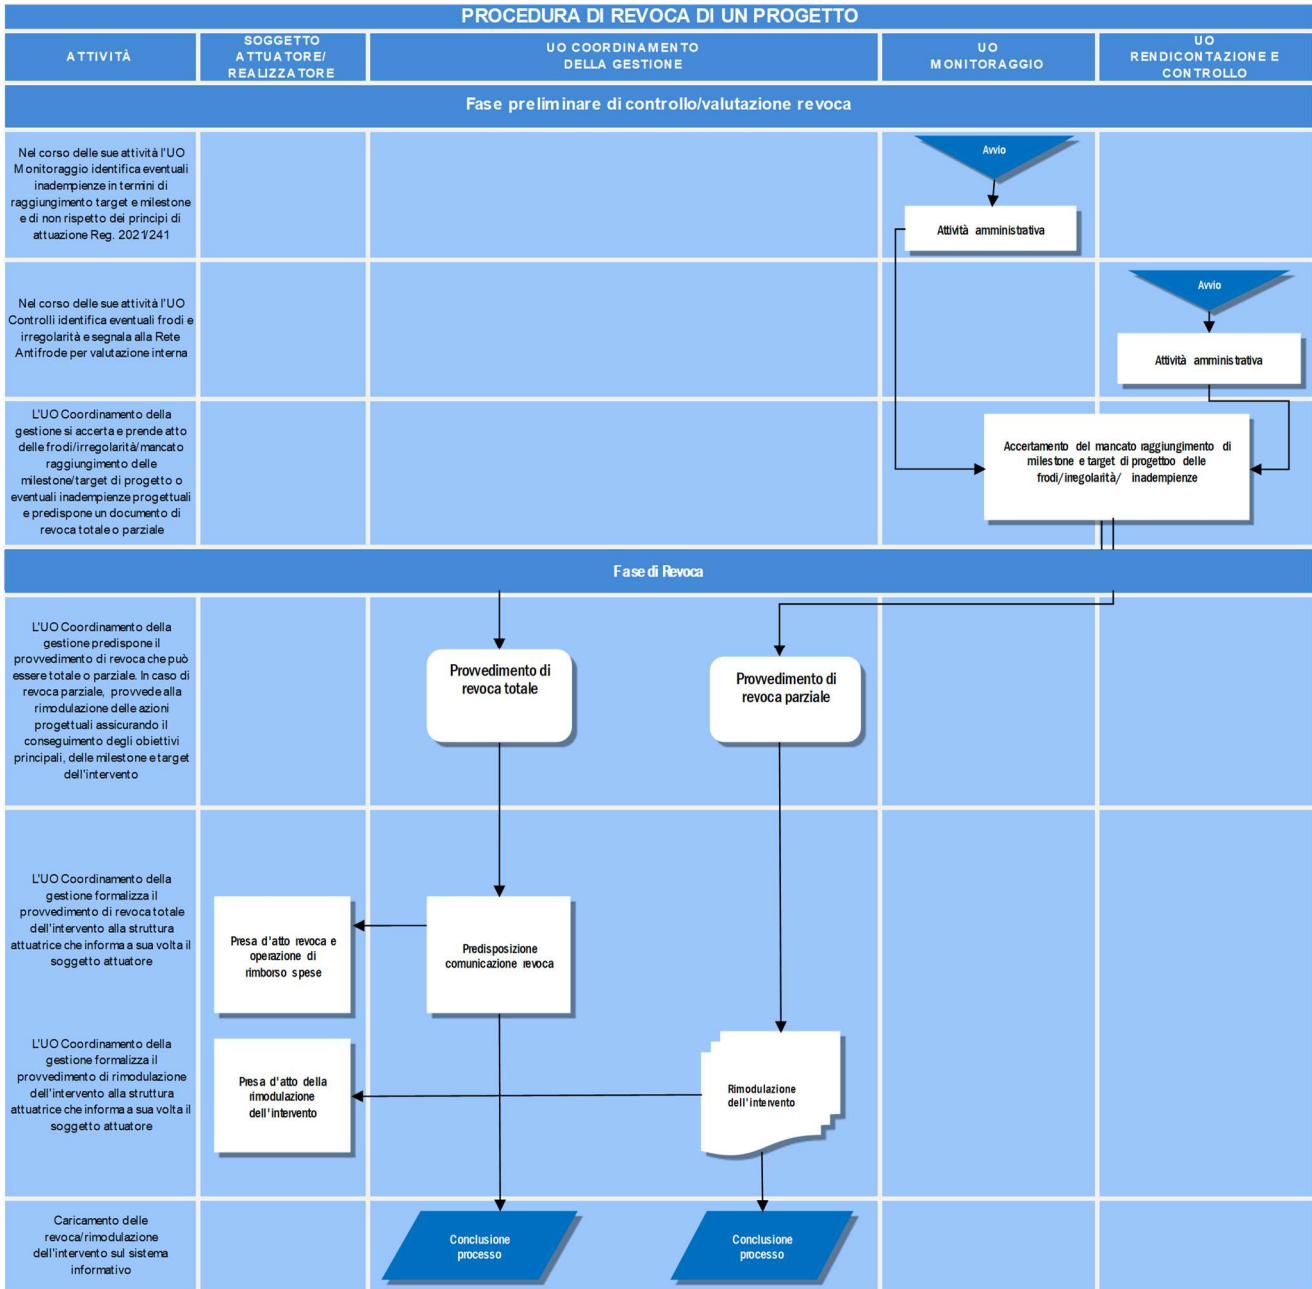 PROCEDURA DI REVOCA DI UN PROGETTO
ATTIVITÀ
SOGGETTO
ATTUATORE/
REALIZZATORE
UO COORDINAMENTO
DELLA GESTIONE
UO
MONITORAGGIO
UO
RENDICONTAZIONE E
CONTROLLO
Fase preliminare di controllo/valutazione revoca
Nel corso delle sue attività l'UO
Monitoraggio identifica eventuali
inadempienze in termini di
raggiungimento target e milestone
e di non rispetto dei principi di
attuazione Reg. 2021/241
Avvio
Attività amministrativa
Nel corso delle sue attività l'UO
Controlli identifica eventuali frodi e
irregolarità e segnala alla Rete
Antifrode per valutazione interna
Avvio
Attività amministrativa
L'UO Coordinamento della
gestione si accerta e prende atto
delle frodi/irregolarità/mancato
raggiungimento delle
milestone/target di progetto o
eventuali inadempienze progettuali
e predispone un documento di
revoca totale o parziale
Accertamento del mancato raggiungimento di
milestone e target di progettoo delle
frodi/irregolarità/ inadempienze
Fase di Revoca
L'UO Coordinamento della
gestione predispone il
provvedimento di revoca che può
essere totale o parziale. In caso di
revoca parziale, provvede alla
rimodulazione delle azioni
progettuali assicurando il
conseguimento degli obiettivi
principali, delle milestone e target
dell'intervento
Provvedimento di
revoca totale
Provvedimento di
revoca parziale
L'UO Coordinamento della
gestione formalizza il
provvedimento di revoca totale
dell'intervento alla struttura
attuatrice che informa a sua volta il
soggetto attuatore
Presa d'atto revoca e
operazione di
rimborso spese
Predisposizione
comunicazione revoca
L'UO Coordinamento della
gestione formalizza il
provvedimento di rimodulazione
dell'intervento alla struttura
attuatrice che informa a sua volta il
soggetto attuatore
Presa d'atto della
rimodulazione
dell'intervento
Rimodulazione
dell'intervento
Caricamento delle
revoca/rimodulazione
dell'intervento sul sistema
informativo
Conclusione
processo
Conclusione
processo